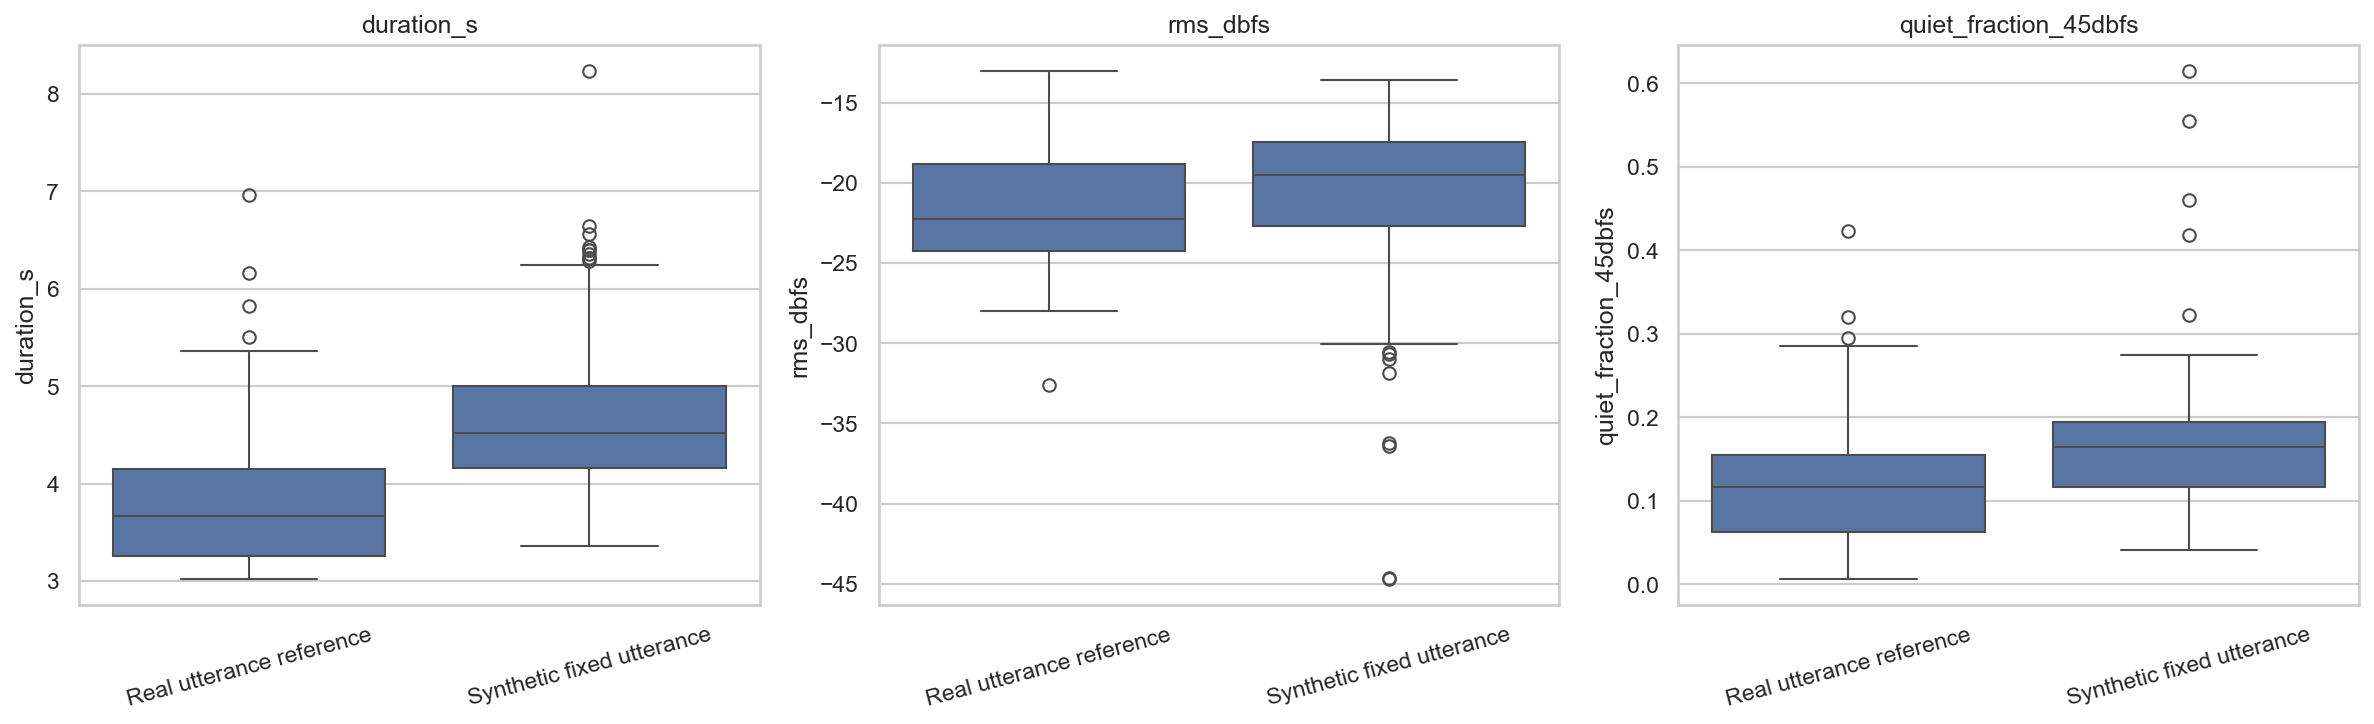 duration_s
duration_s
8
7
6
5
4
3
Real utterance reference
Synthetic fixed utterance
rms_dbfs
rms_dbfs
−15
−20
−25
−30
−35
−40
−45
Real utterance reference
Synthetic fixed utterance
quiet_fraction_45dbfs
quiet_fraction_45dbfs
0.6
0.5
0.4
0.3
0.2
0.1
0.0
Real utterance reference
Synthetic fixed utterance